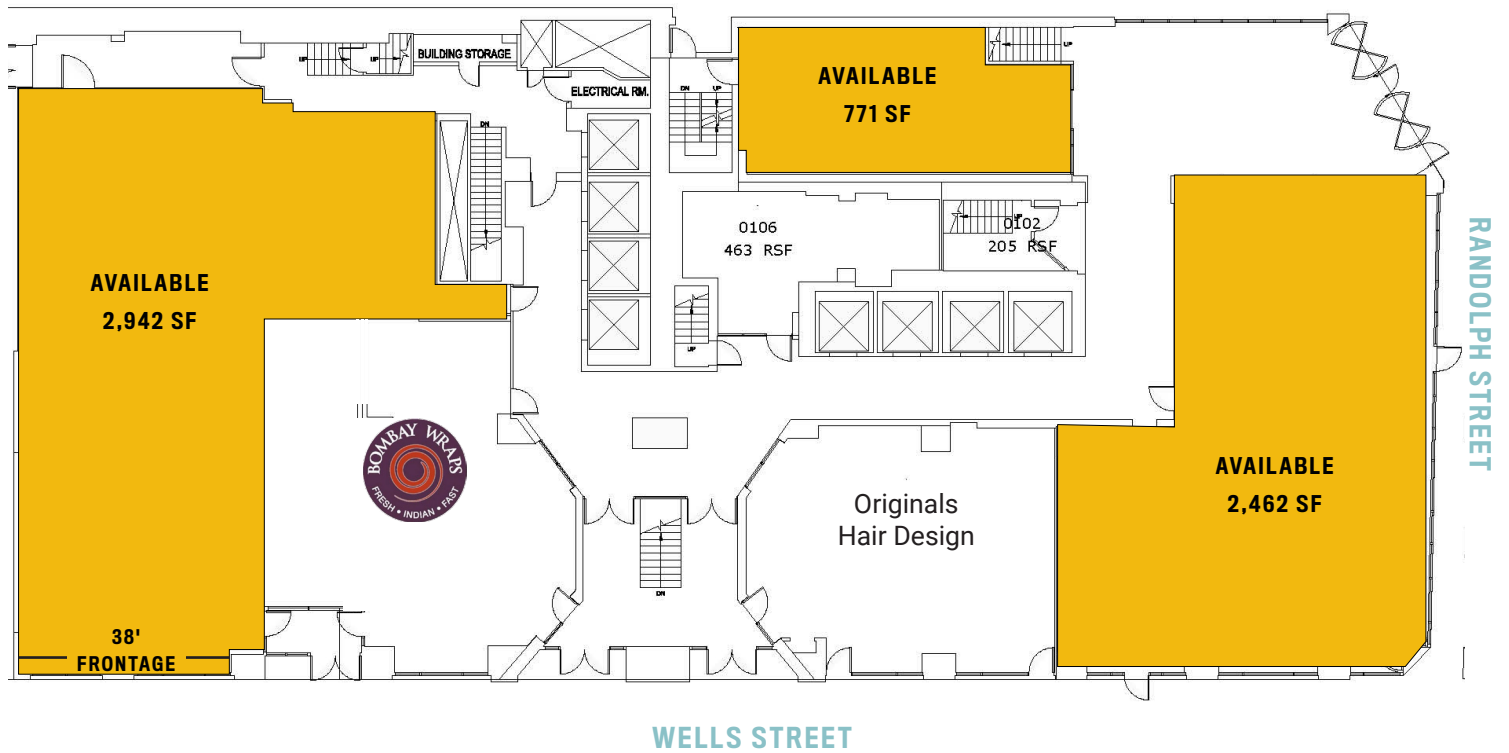 BUILDING STORAGE
UP
UP
ELECTRICAL RM.
DN
UP
DN
UP
AVAILABLE
771 SF
0106
463 RSF
UP
0102
205 RSF
AVAILABLE
2,942 SF
UP
BOMBAY WRAPS
FRESH • INDIAN • FAST
Originals
Hair Design
AVAILABLE
2,462 SF
DN
38'
FRONTAGE
RANDOLPH STREET
WELLS STREET